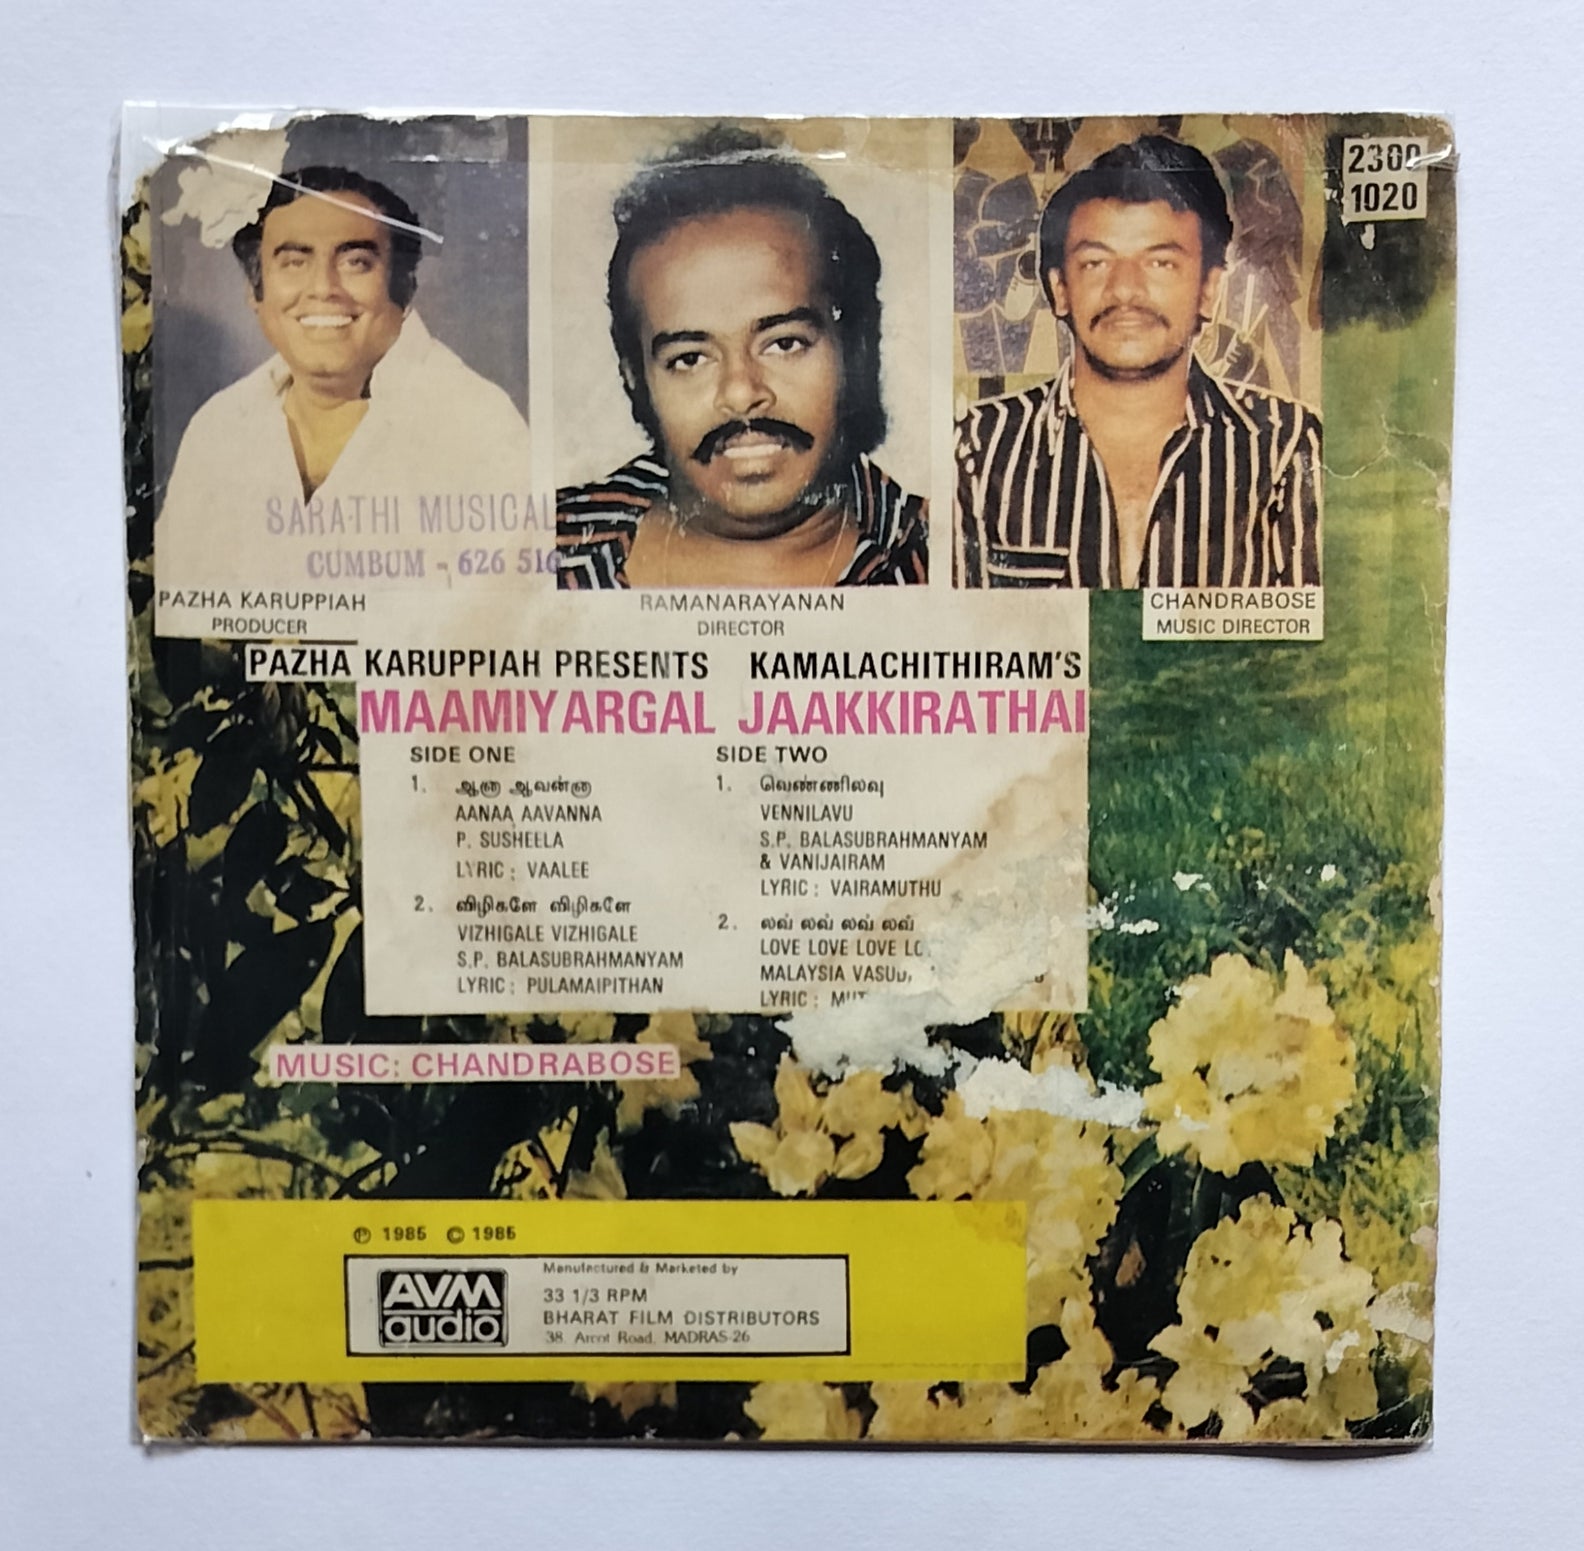 2300
1020
SARATHI MUSICAL
CUMBUM - 626 516
PAZHA KARUPPIAH
PRODUCER
RAMANARAYANAN
DIRECTOR
CHANDRABOSE
MUSIC DIRECTOR
PAZHA KARUPPIAH PRESENTS KAMALACHITHIRAM'S
MAAMIYARGAL JAAKKIRATHAI
SIDE ONE
1. ஆனா ஆவன்னா
AANAA AAVANNA
P. SUSHEELA
LYRIC : VAALEE
2. விழிகளே விழிகளே
VIZHIGALE VIZHIGALE
S.P. BALASUBRAHMANYAM
LYRIC : PULAMAIPITHAN
SIDE TWO
1. வெண்ணிலவு
VENNILAVU
S.P. BALASUBRAHMANYAM
& VANIJAIRAM
LYRIC : VAIRAMUTHU
2. லவ் லவ் லவ் லவ்
LOVE LOVE LOVE
MALAYSIA
LYRIC :
MUSIC: CHANDRABOSE
℗ 1985 © 1985
AVM
audio
Manufactured & Marketed by
33 1/3 RPM
BHARAT FILM DISTRIBUTORS
38, Arcot Road, MADRAS-26